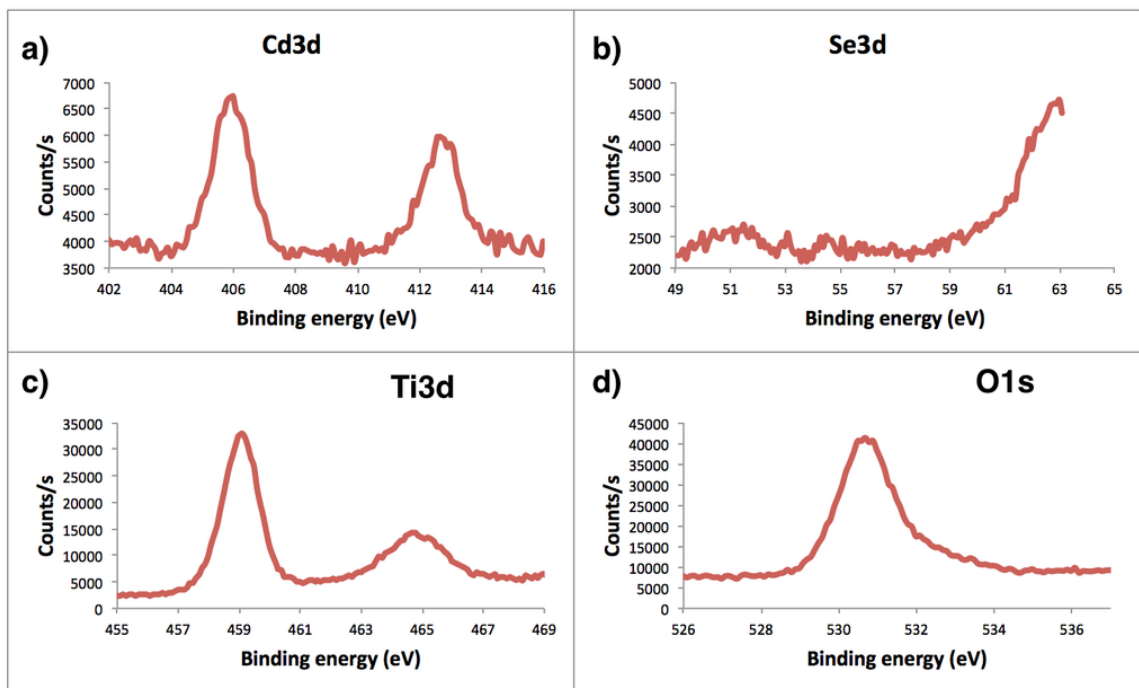 a)
Cd3d
Counts/s
7000
6500
6000
5500
5000
4500
4000
3500
402 404 406 408 410 412 414 416
Binding energy (eV)
b)
Se3d
Counts/s
5000
4500
4000
3500
3000
2500
2000
49 51 53 55 57 59 61 63 65
Binding energy (eV)
c)
Ti3d
Counts/s
35000
30000
25000
20000
15000
10000
5000
0
455 457 459 461 463 465 467 469
Binding energy (eV)
d)
O1s
Counts/s
45000
40000
35000
30000
25000
20000
15000
10000
5000
0
526 528 530 532 534 536
Binding energy (eV)